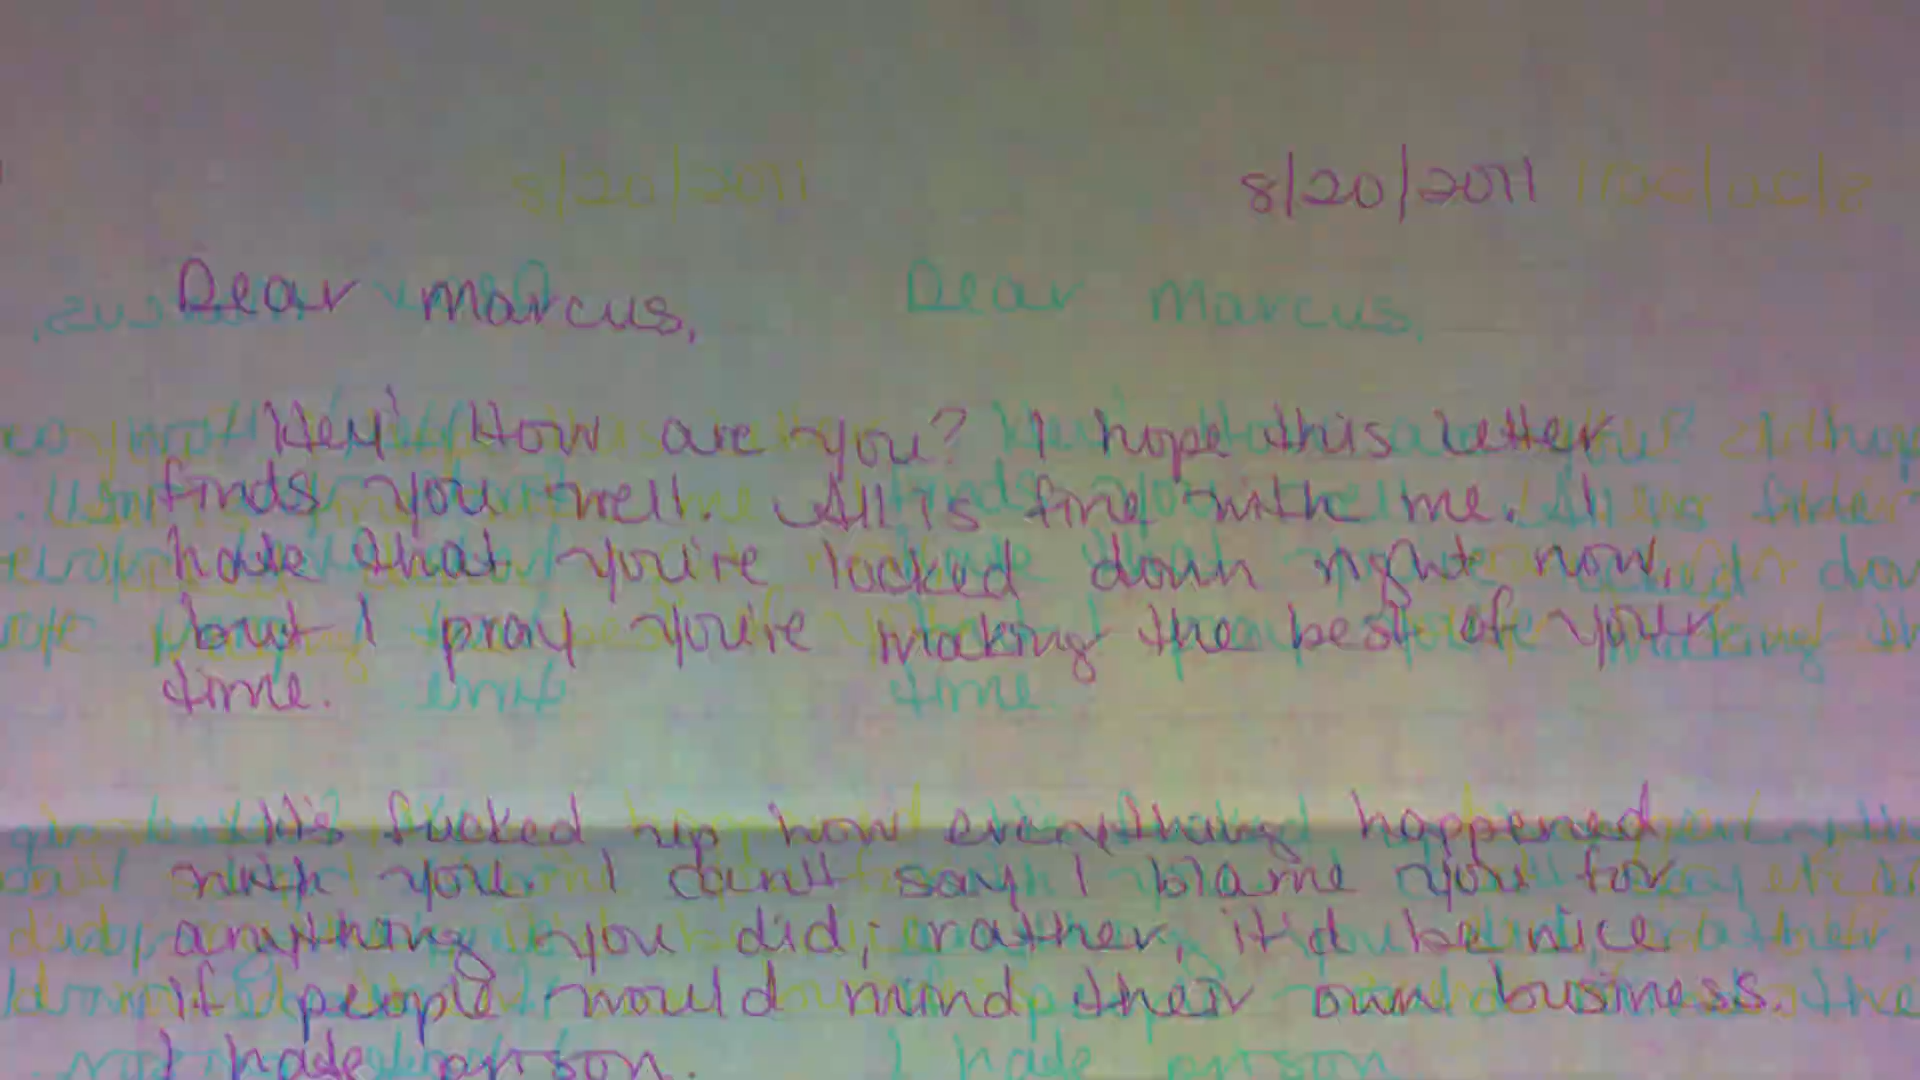 8/20/2011
Dear Marcus,
Hey! How are you? I hope this letter
finds you well. All is fine with me. I
hate that you're locked down right now,
but I pray you're making the best of your
time.
It's fucked up how everything happened
with you. I can't say I blame you for
anything you did; rather, it'd be nice
if people would mind their own business.
I hate prison.